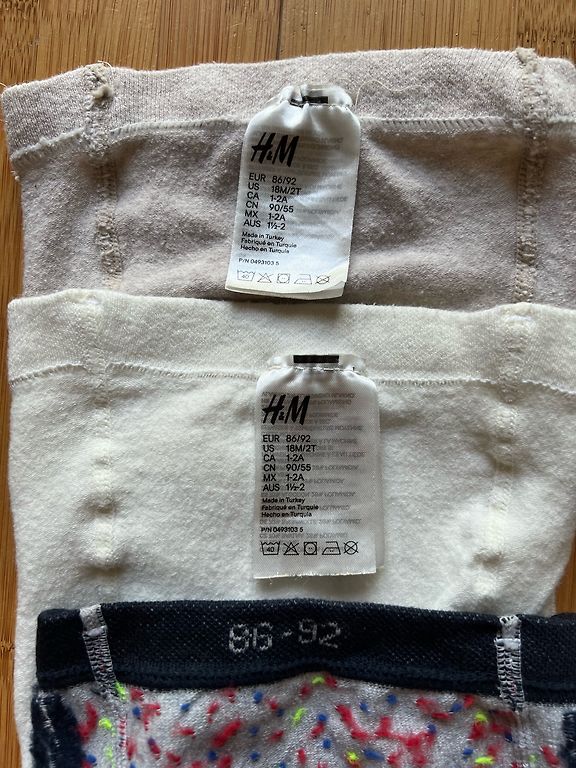 H&M
EUR 86/92
US 18M/2T
CA 1-2A
CN 90/55
MX 1-2A
AUS 1½-2
Made in Turkey
Fabriqué en Turquie
Hecho en Turquía
P/N 0493103 5
40
H&M
EUR 86/92
US 18M/2T
CA 1-2A
CN 90/55
MX 1-2A
AUS 1½-2
Made in Turkey
Fabriqué en Turquie
Hecho en Turquía
P/N 0493103 5
40
86-92